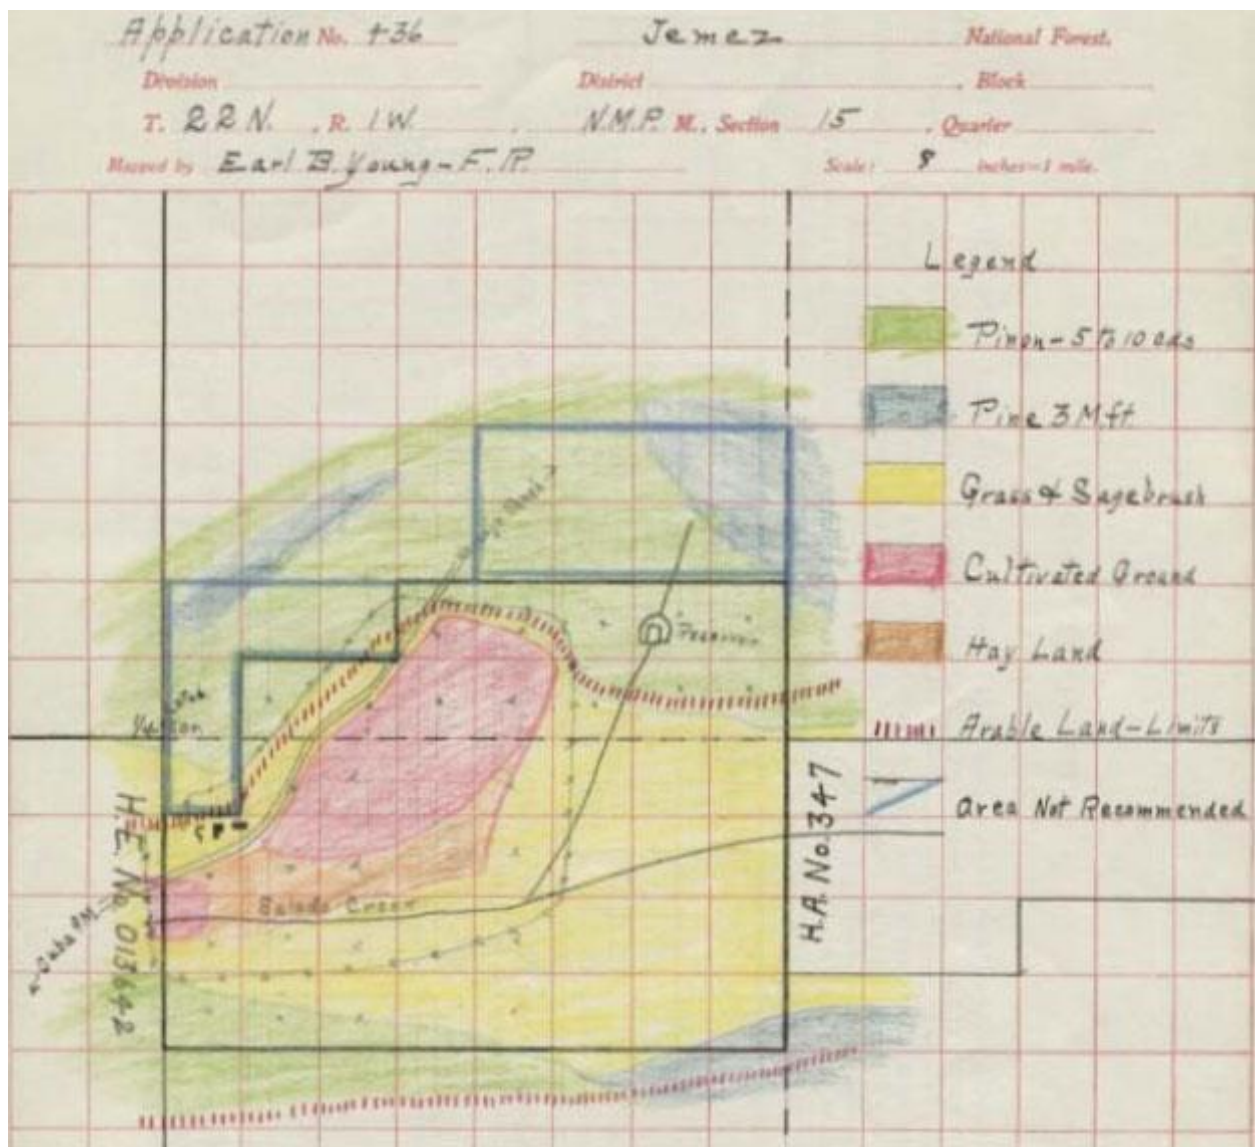 Application No. 436 Jemez National Forest.
Division District , Block
T. 22 N. , R. 1 W. , N.M.P. M., Section 15 , Quarter
Mapped by Earl B. Young - F. R. Scale: 8 inches=1 mile.
Legend
Pinon - 5 to 10 cds
Pine 3 M ft.
Grass & Sagebrush
Cultivated Ground
Hay Land
Arable Land - Limits
Area Not Recommended
Reservoir
H.A. No. 347
H.E. No. 013642
Salado Creek
← Cuba